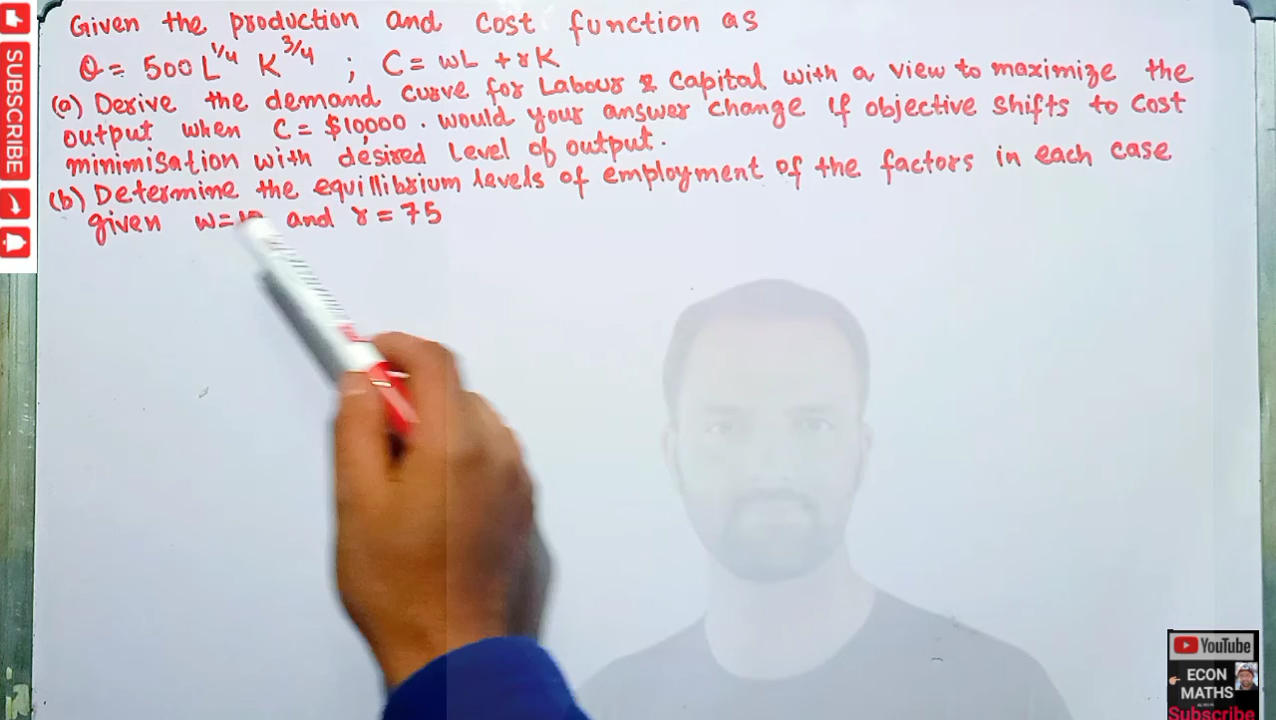 SUBSCRIBE
Given the production and cost function as
Q = 500 L^1/4 K^3/4 ; C = wL + rK
(a) Derive the demand curve for Labour & Capital with a view to maximize the
output when C = $10,000 . would your answer change if objective shifts to cost
minimisation with desired level of output.
(b) Determine the equillibrium levels of employment of the factors in each case
given w= and r = 75
YouTube
ECON
MATHS
Subscribe